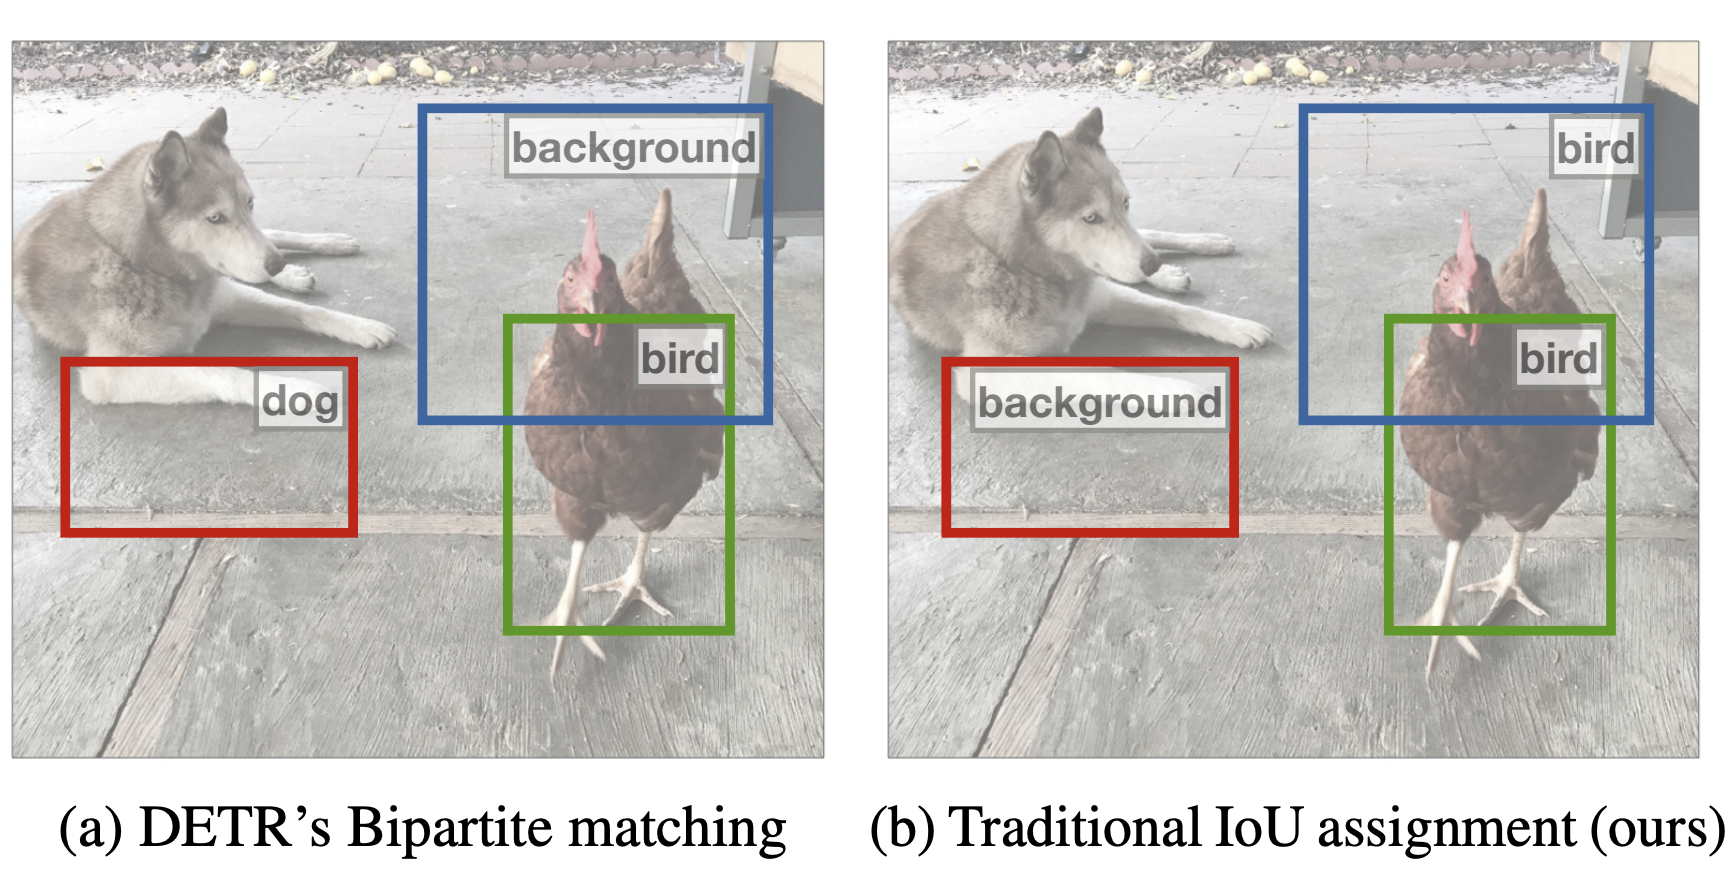 background
bird
dog
bird
bird
background
(a) DETR’s Bipartite matching
(b) Traditional IoU assignment (ours)